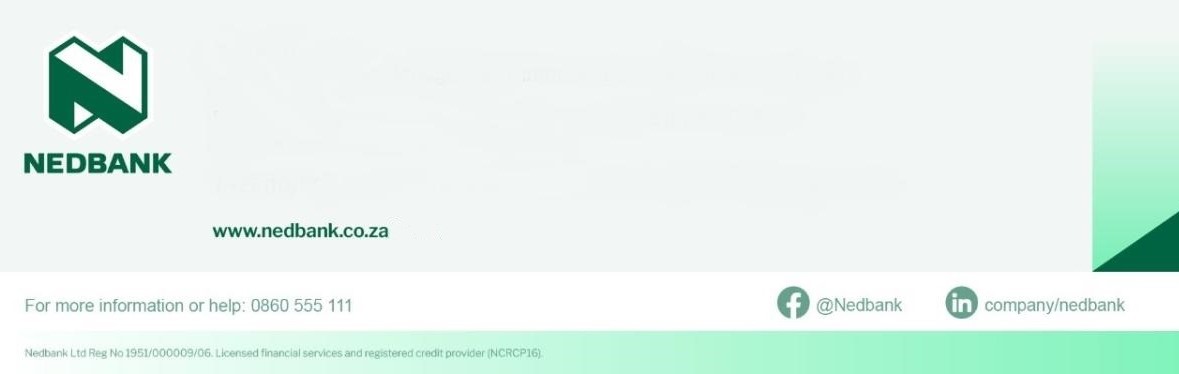 NEDBANK
www.nedbank.co.za
For more information or help: 0860 555 111
@Nedbank
company/nedbank
Nedbank Ltd Reg No 1951/000009/06. Licensed financial services and registered credit provider (NCRCP16).